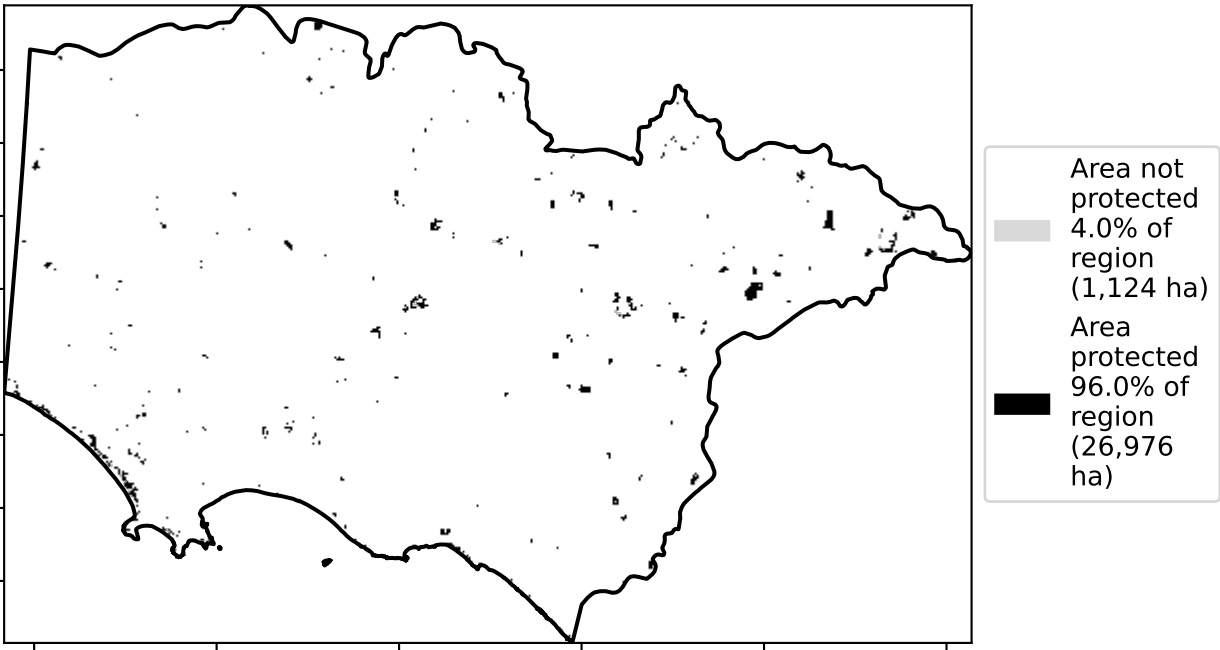 Area not
protected
4.0% of
region
(1,124 ha)
Area
protected
96.0% of
region
(26,976
ha)